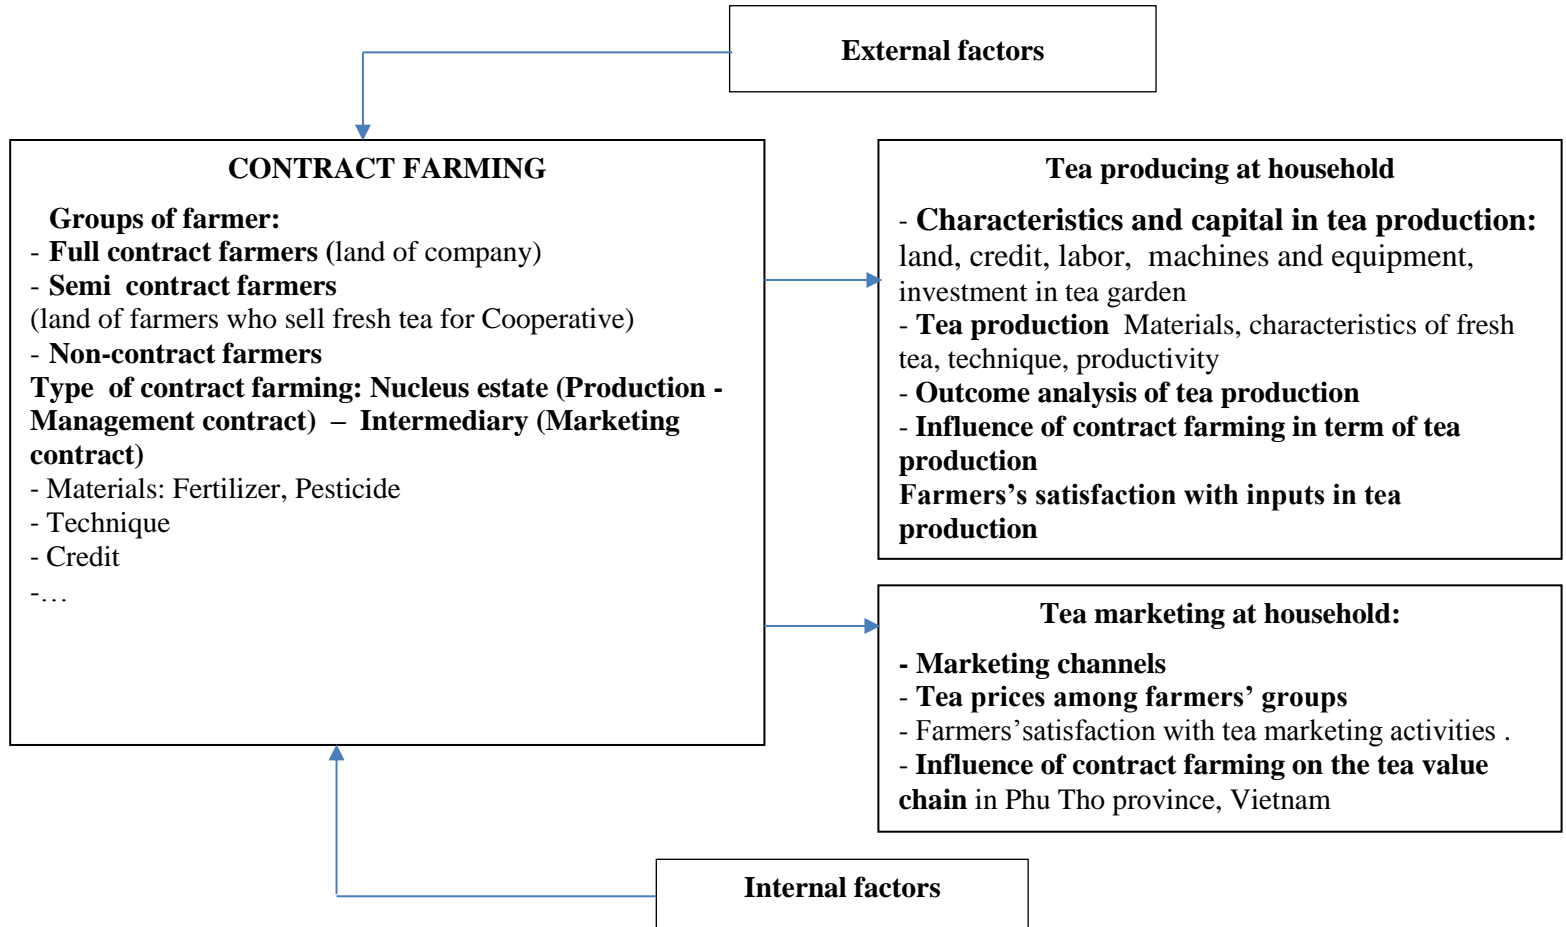 External factors
CONTRACT FARMING
Groups of farmer:
- Full contract farmers (land of company)
- Semi contract farmers
(land of farmers who sell fresh tea for Cooperative)
- Non-contract farmers
Type of contract farming: Nucleus estate (Production -
Management contract) – Intermediary (Marketing
contract)
- Materials: Fertilizer, Pesticide
- Technique
- Credit
-…
Tea producing at household
- Characteristics and capital in tea production:
land, credit, labor, machines and equipment,
investment in tea garden
- Tea production Materials, characteristics of fresh
tea, technique, productivity
- Outcome analysis of tea production
- Influence of contract farming in term of tea
production
Farmers’s satisfaction with inputs in tea
production
Tea marketing at household:
- Marketing channels
- Tea prices among farmers’ groups
- Farmers’satisfaction with tea marketing activities .
- Influence of contract farming on the tea value
chain in Phu Tho province, Vietnam
Internal factors